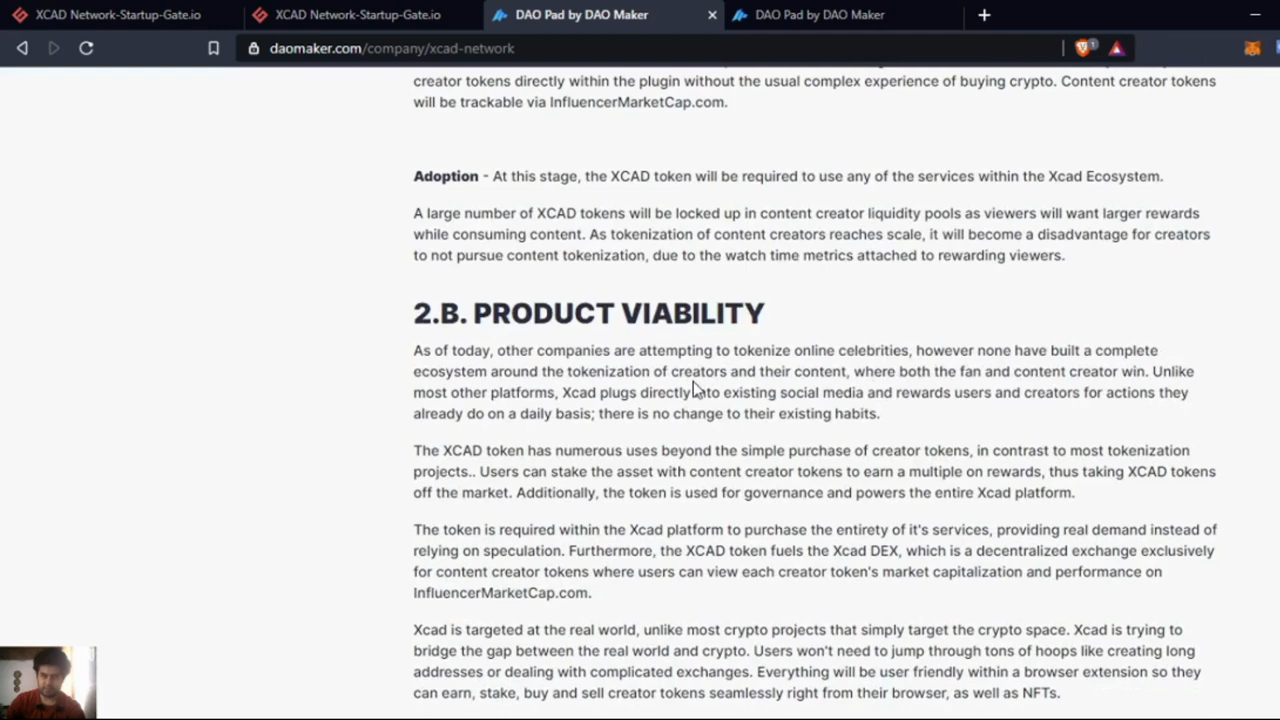 XCAD Network-Startup-Gate.io
XCAD Network-Startup-Gate.io
DAO Pad by DAO Maker
DAO Pad by DAO Maker
daomaker.com/company/xcad-network
1
creator tokens directly within the plugin without the usual complex experience of buying crypto. Content creator tokens
will be trackable via InfluencerMarketCap.com.
Adoption - At this stage, the XCAD token will be required to use any of the services within the Xcad Ecosystem.
A large number of XCAD tokens will be locked up in content creator liquidity pools as viewers will want larger rewards
while consuming content. As tokenization of content creators reaches scale, it will become a disadvantage for creators
to not pursue content tokenization, due to the watch time metrics attached to rewarding viewers.
2.B. PRODUCT VIABILITY
As of today, other companies are attempting to tokenize online celebrities, however none have built a complete
ecosystem around the tokenization of creators and their content, where both the fan and content creator win. Unlike
most other platforms, Xcad plugs directly into existing social media and rewards users and creators for actions they
already do on a daily basis; there is no change to their existing habits.
The XCAD token has numerous uses beyond the simple purchase of creator tokens, in contrast to most tokenization
projects.. Users can stake the asset with content creator tokens to earn a multiple on rewards, thus taking XCAD tokens
off the market. Additionally, the token is used for governance and powers the entire Xcad platform.
The token is required within the Xcad platform to purchase the entirety of it's services, providing real demand instead of
relying on speculation. Furthermore, the XCAD token fuels the Xcad DEX, which is a decentralized exchange exclusively
for content creator tokens where users can view each creator token's market capitalization and performance on
InfluencerMarketCap.com.
Xcad is targeted at the real world, unlike most crypto projects that simply target the crypto space. Xcad is trying to
bridge the gap between the real world and crypto. Users won't need to jump through tons of hoops like creating long
addresses or dealing with complicated exchanges. Everything will be user friendly within a browser extension so they
can earn, stake, buy and sell creator tokens seamlessly right from their browser, as well as NFTs.